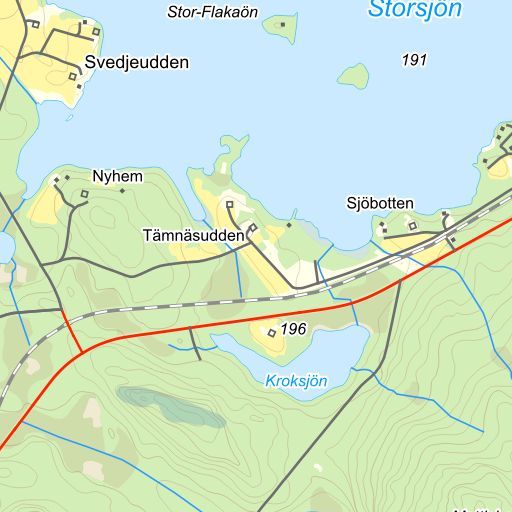 Storsjön
Stor-Flakaön
191
Svedjeudden
Nyhem
Sjöbotten
Tämnäsudden
196
Kroksjön